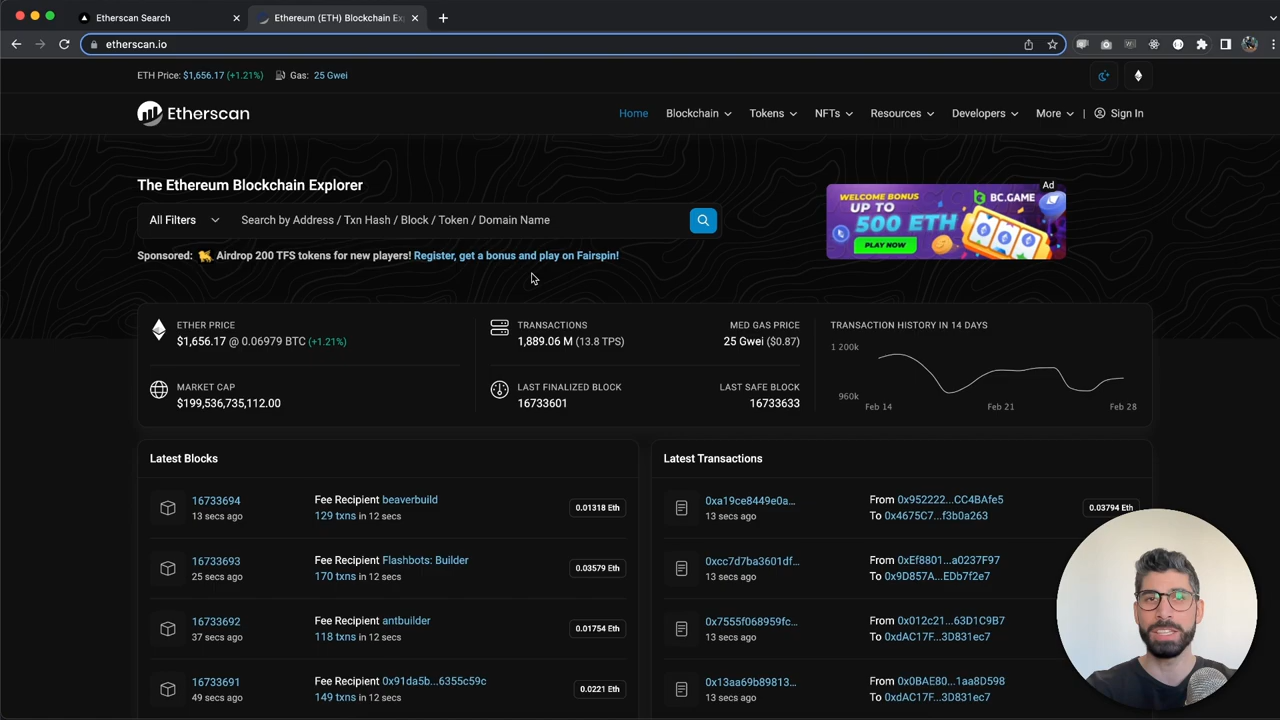 Etherscan Search
Ethereum (ETH) Blockchain Ex
etherscan.io
ETH Price: $1,656.17 (+1.21%) Gas: 25 Gwei
Etherscan
Home Blockchain Tokens NFTs Resources Developers More | Sign In
The Ethereum Blockchain Explorer
All Filters Search by Address / Txn Hash / Block / Token / Domain Name
Sponsored: Airdrop 200 TFS tokens for new players! Register, get a bonus and play on Fairspin!
Ad
WELCOME BONUS
UP TO
500 ETH
PLAY NOW
BC.GAME
ETHER PRICE
$1,656.17 @ 0.06979 BTC (+1.21%)
MARKET CAP
$199,536,735,112.00
TRANSACTIONS
1,889.06 M (13.8 TPS)
MED GAS PRICE
25 Gwei ($0.87)
LAST FINALIZED BLOCK
16733601
LAST SAFE BLOCK
16733633
TRANSACTION HISTORY IN 14 DAYS
1 200k
960k
Feb 14 Feb 21 Feb 28
Latest Blocks
16733694
13 secs ago
Fee Recipient beaverbuild
129 txns in 12 secs
0.01318 Eth
16733693
25 secs ago
Fee Recipient Flashbots: Builder
170 txns in 12 secs
0.03579 Eth
16733692
37 secs ago
Fee Recipient antbuilder
118 txns in 12 secs
0.01754 Eth
16733691
49 secs ago
Fee Recipient 0x91da5b...6355c59c
149 txns in 12 secs
0.0221 Eth
Latest Transactions
0xa19ce8449e0a...
13 secs ago
From 0x952222...CC4BAfe5
To 0x4675C7...f3b0a263
0.03794 Eth
0xcc7d7ba3601df...
13 secs ago
From 0xEf8801...a0237F97
To 0x9D857A...EDb7f2e7
0x7555f068959fc...
13 secs ago
From 0x012c21...63D1C9B7
To 0xdAC17F...3D831ec7
0x13aa69b89813...
13 secs ago
From 0x0BAE80...1aa8D598
To 0xdAC17F...3D831ec7